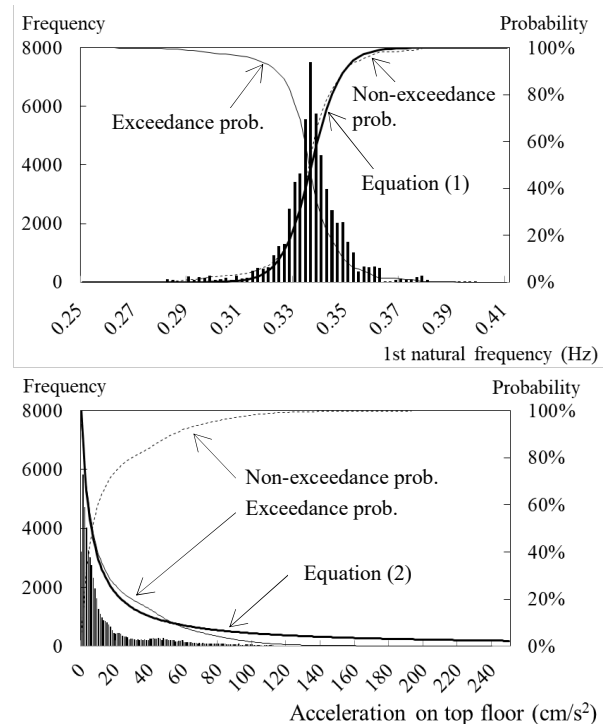 Frequency Probability
8000 100%
Non-exceedance
prob.
Exceedance prob.
6000 80%
60%
4000 Equation (1) 40%
2000 20%
0 0%
0.25 0.27 0.29 0.31 0.33 0.35 0.37 0.39 0.41
1st natural frequency (Hz)
Frequency Probability
8000 100%
6000 80%
Non-exceedance prob.
Exceedance prob.
60%
4000 40%
Equation (2)
2000 20%
0 0%
0 20 40 60 80 100 120 140 160 180 200 220 240
Acceleration on top floor (cm/s²)